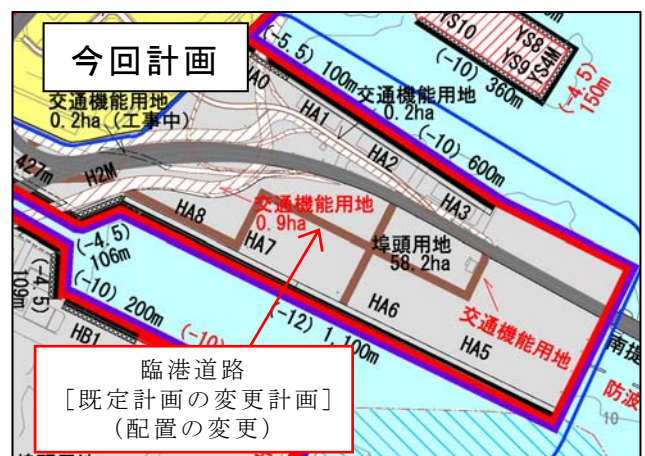 今回計画
(-5.5) 100m
YS10
YS8
YS9
YS4M
(-4.5)
150m
(-10) 360m
交通機能用地
0.2ha (工事中)
HA0
HA1
交通機能用地
0.2ha
(-10) 600m
HA2
HA3
427m
H2M
交通機能用地
0.9ha
HA8
HA7
埠頭用地
58.2ha
(-4.5)
106m
(-4.5)
109m
(-10) 200m
(-12) 1,100m
HA6
HA5
交通機能用地
HB1
(-10)
南堤
防波
10
臨港道路
[既定計画の変更計画]
(配置の変更)